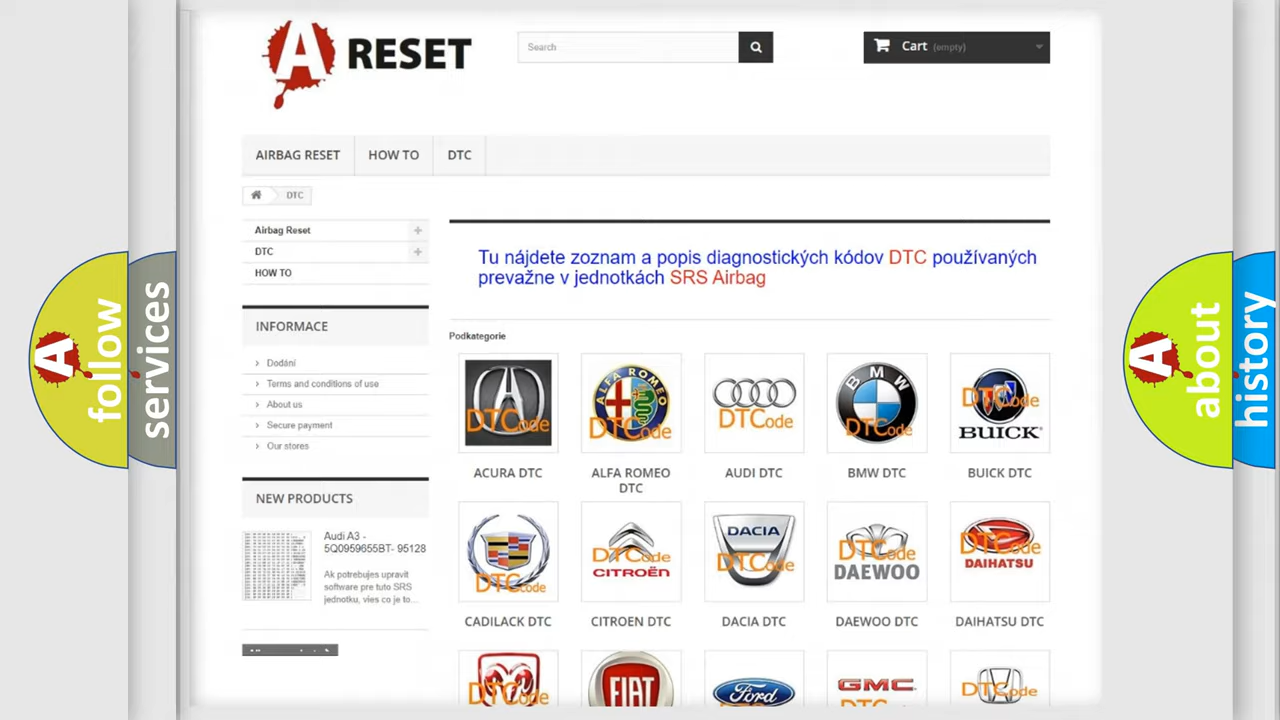 A RESET
Search
Cart (empty)
AIRBAG RESET
HOW TO
DTC
DTC
Airbag Reset
DTC
HOW TO
INFORMACE
Dodání
Terms and conditions of use
About us
Secure payment
Our stores
NEW PRODUCTS
Audi A3 -
5Q0959655BT- 95128
Ak potrebujes upravit
software pre tuto SRS
jednotku, vies co je to...
Tu nájdete zoznam a popis diagnostických kódov DTC používaných
prevažne v jednotkách SRS Airbag
Podkategorie
DTCode
ALFA ROMEO
DTCode
DTCode
BMW
DTCode
DTCode
BUICK
ACURA DTC
ALFA ROMEO
DTC
AUDI DTC
BMW DTC
BUICK DTC
DTCode
DTCode
CITROËN
DACIA
DTCode
DTCode
DAEWOO
DTCode
DAIHATSU
CADILACK DTC
CITROEN DTC
DACIA DTC
DAEWOO DTC
DAIHATSU DTC
DTCode
FIAT
Ford
GMC
DTCode
A follow
services
A about
history